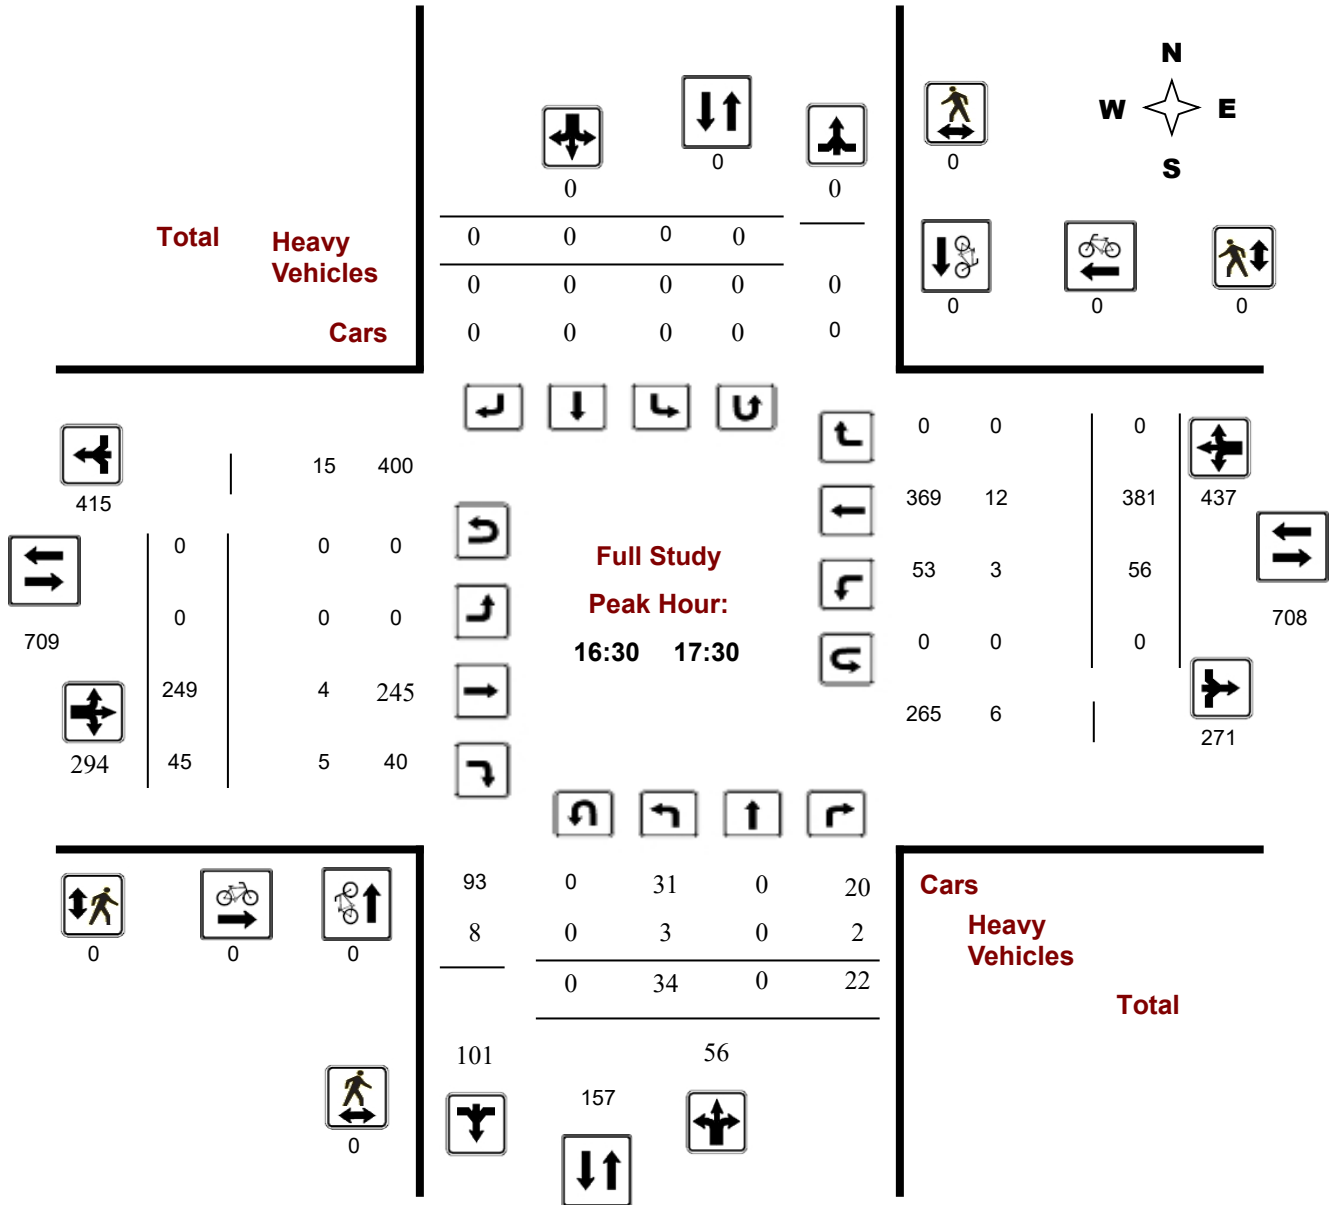 N
W E
S
0
0 0
0 0
Total Heavy Vehicles 0 0 0 0
0 0 0 0 0
0 0 0
Cars 0 0 0 0 0
0 0 0
15 400
415
369 12 381 437
0 0 0
Full Study
53 3 56
Peak Hour:
0 0 0
709
708
16:30 17:30
0 0 0
249 4 245
265 6
271
294 45 5 40
93 0 31 0 20 Cars
8 0 3 0 2 Heavy Vehicles
0 0 0
0 34 0 22
Total
101 56
157
0